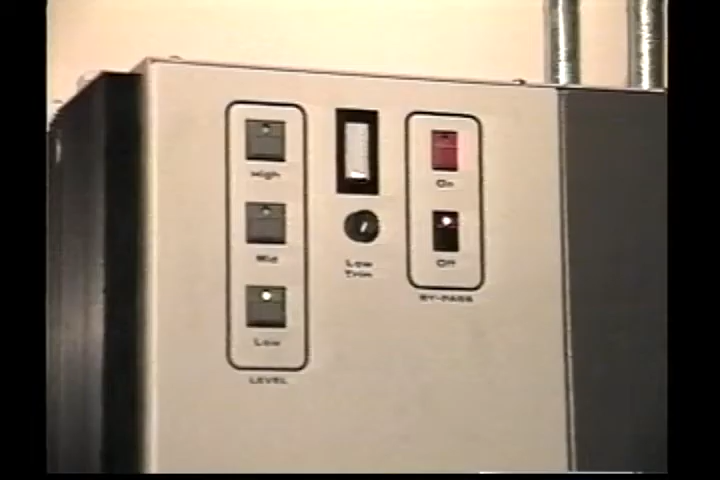 High
Mid
Low
LEVEL
Low
Trim
On
Off
BY-PASS